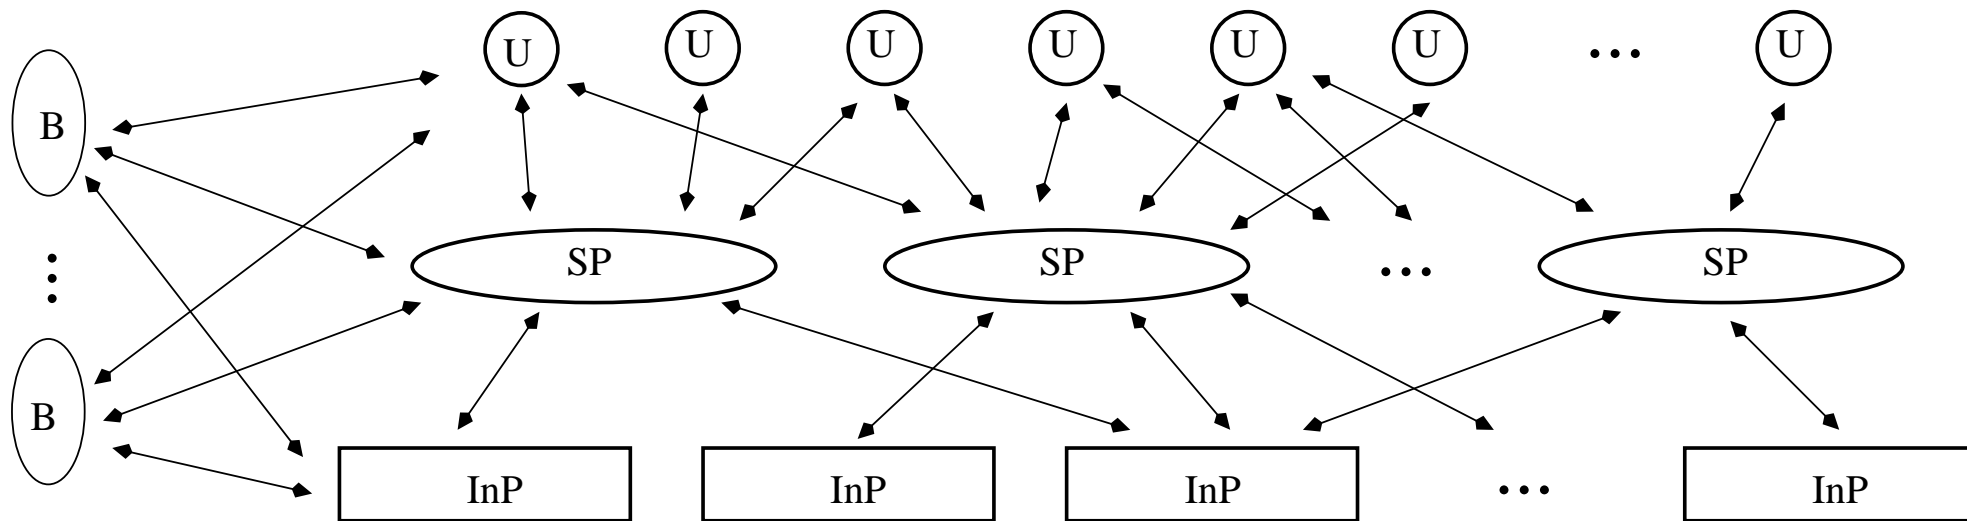 U U U U U U ... U
B
SP SP ... SP
B
InP InP InP ... InP